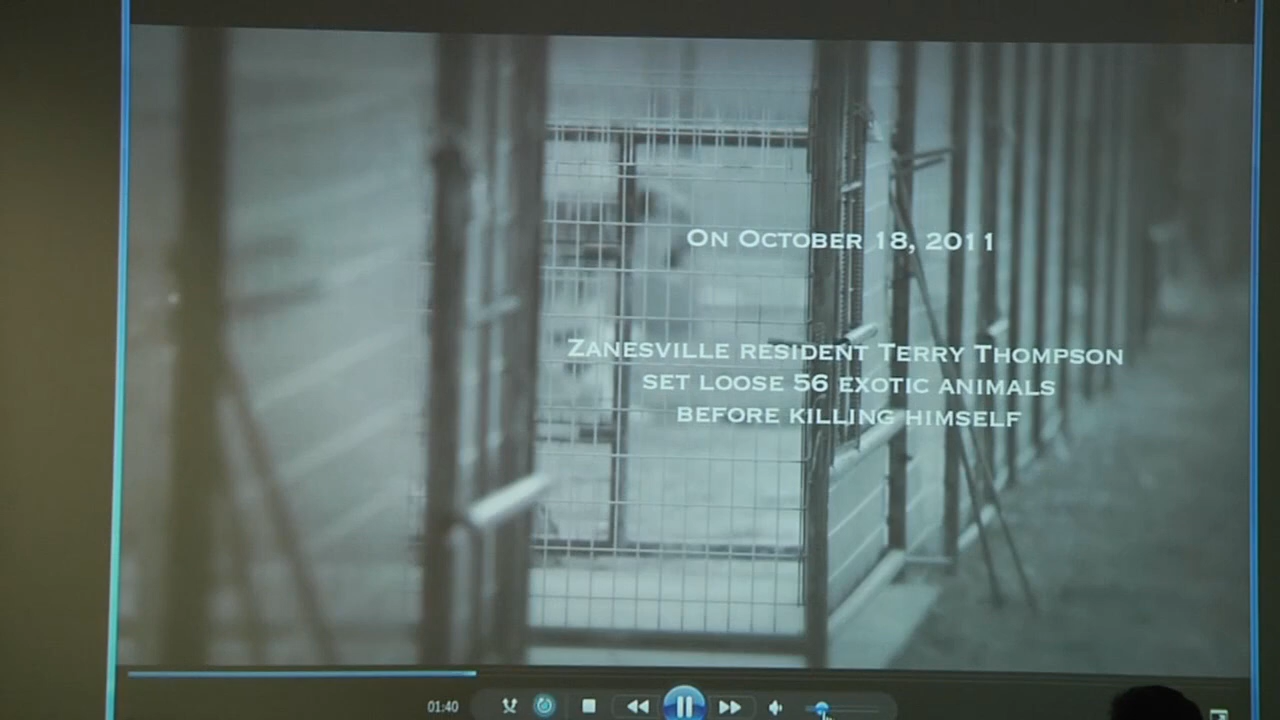 On October 18, 2011
Zanesville resident Terry Thompson
set loose 56 exotic animals
before killing himself
01:40